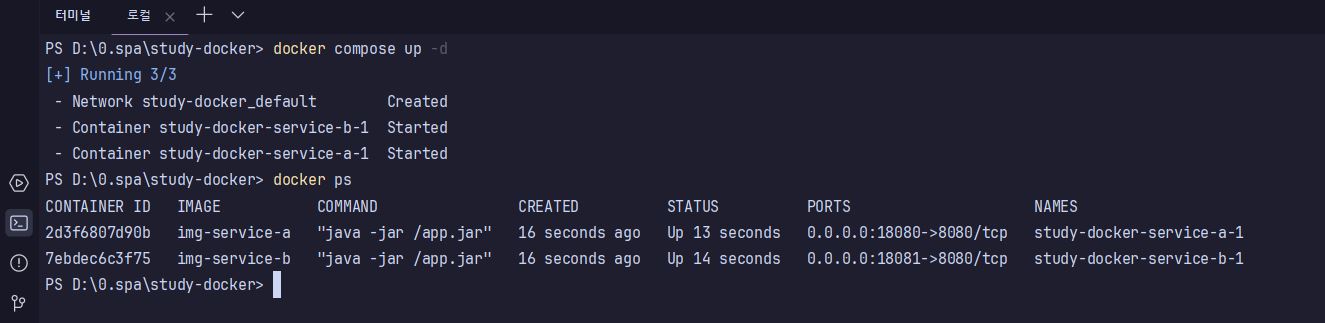 터미널 로컬
PS D:\0.spa\study-docker> docker compose up -d
[+] Running 3/3
 - Network study-docker_default        Created
 - Container study-docker-service-b-1  Started
 - Container study-docker-service-a-1  Started
PS D:\0.spa\study-docker> docker ps
CONTAINER ID   IMAGE           COMMAND                CREATED          STATUS          PORTS                     NAMES
2d3f6807d90b   img-service-a   "java -jar /app.jar"   16 seconds ago   Up 13 seconds   0.0.0.0:18080->8080/tcp   study-docker-service-a-1
7ebdec6c3f75   img-service-b   "java -jar /app.jar"   16 seconds ago   Up 14 seconds   0.0.0.0:18081->8080/tcp   study-docker-service-b-1
PS D:\0.spa\study-docker>